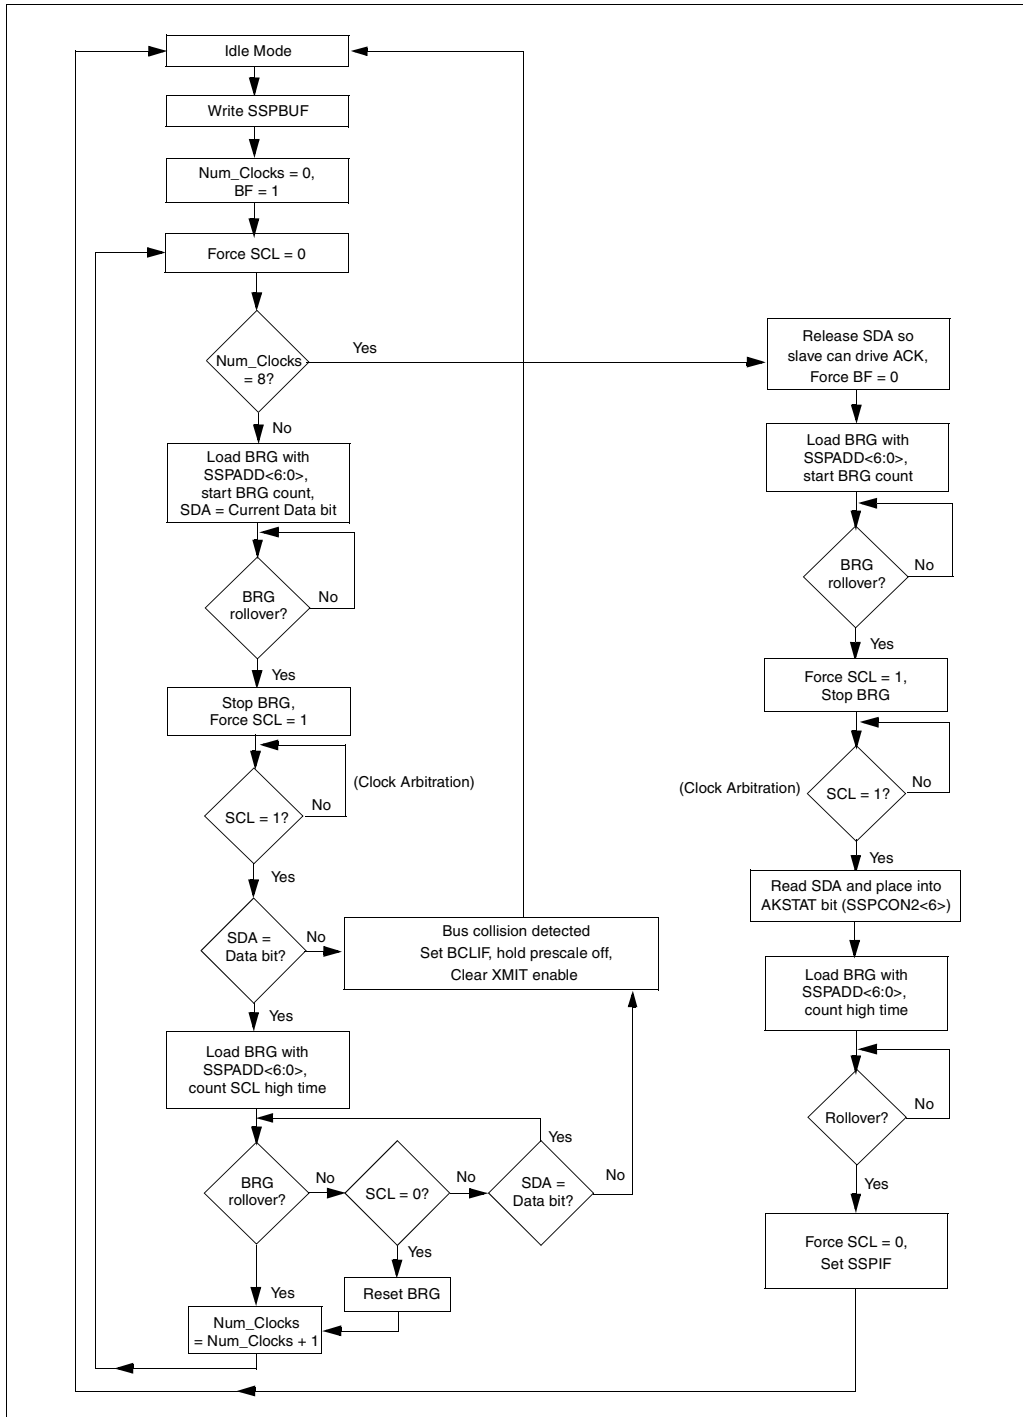 Idle Mode
Write SSPBUF
Num_Clocks = 0,
BF = 1
Force SCL = 0
Num_Clocks
= 8?
Yes
No
Load BRG with
SSPADD<6:0>,
start BRG count,
SDA = Current Data bit
BRG
rollover?
No
Yes
Stop BRG,
Force SCL = 1
SCL = 1?
No
(Clock Arbitration)
Yes
SDA =
Data bit?
No
Bus collision detected
Set BCLIF, hold prescale off,
Clear XMIT enable
Yes
Load BRG with
SSPADD<6:0>,
count SCL high time
BRG
rollover?
No
SCL = 0?
No
SDA =
Data bit?
Yes
No
Yes
Reset BRG
Yes
Num_Clocks
= Num_Clocks + 1
Release SDA so
slave can drive ACK,
Force BF = 0
Load BRG with
SSPADD<6:0>,
start BRG count
BRG
rollover?
No
Yes
Force SCL = 1,
Stop BRG
(Clock Arbitration)
SCL = 1?
No
Yes
Read SDA and place into
AKSTAT bit (SSPCON2<6>)
Load BRG with
SSPADD<6:0>,
count high time
Rollover?
No
Yes
Force SCL = 0,
Set SSPIF